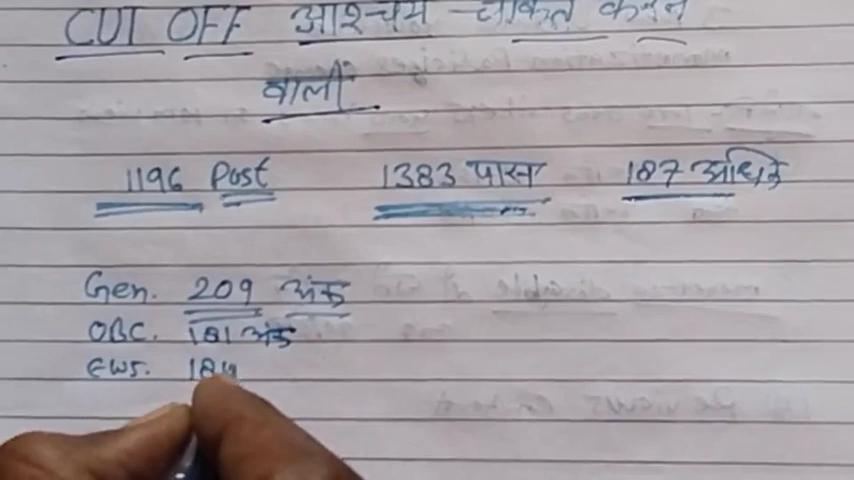 CUT OFF आश्चर्य चकित करने
वाली
1196 Post 1383 पास 187 अधिक
Gen. 209 अंक
OBC. 181 अंक
EWS. 184